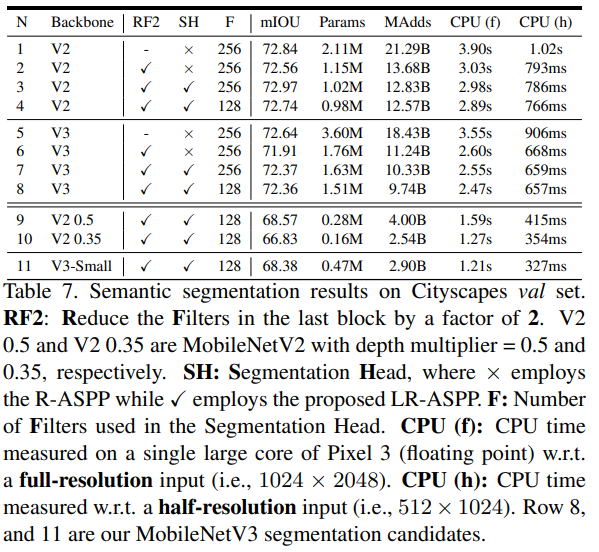 N Backbone RF2 SH F mIOU Params MAdds CPU (f) CPU (h)
1 V2 - × 256 72.84 2.11M 21.29B 3.90s 1.02s
2 V2 ✓ × 256 72.56 1.15M 13.68B 3.03s 793ms
3 V2 ✓ ✓ 256 72.97 1.02M 12.83B 2.98s 786ms
4 V2 ✓ ✓ 128 72.74 0.98M 12.57B 2.89s 766ms
5 V3 - × 256 72.64 3.60M 18.43B 3.55s 906ms
6 V3 ✓ × 256 71.91 1.76M 11.24B 2.60s 668ms
7 V3 ✓ ✓ 256 72.37 1.63M 10.33B 2.55s 659ms
8 V3 ✓ ✓ 128 72.36 1.51M 9.74B 2.47s 657ms
9 V2 0.5 ✓ ✓ 128 68.57 0.28M 4.00B 1.59s 415ms
10 V2 0.35 ✓ ✓ 128 66.83 0.16M 2.54B 1.27s 354ms
11 V3-Small ✓ ✓ 128 68.38 0.47M 2.90B 1.21s 327ms
Table 7. Semantic segmentation results on Cityscapes val set.
RF2: Reduce the Filters in the last block by a factor of 2. V2
0.5 and V2 0.35 are MobileNetV2 with depth multiplier = 0.5 and
0.35, respectively. SH: Segmentation Head, where × employs
the R-ASPP while ✓ employs the proposed LR-ASPP. F: Number
of Filters used in the Segmentation Head. CPU (f): CPU time
measured on a single large core of Pixel 3 (floating point) w.r.t.
a full-resolution input (i.e., 1024 × 2048). CPU (h): CPU time
measured w.r.t. a half-resolution input (i.e., 512 × 1024). Row 8,
and 11 are our MobileNetV3 segmentation candidates.